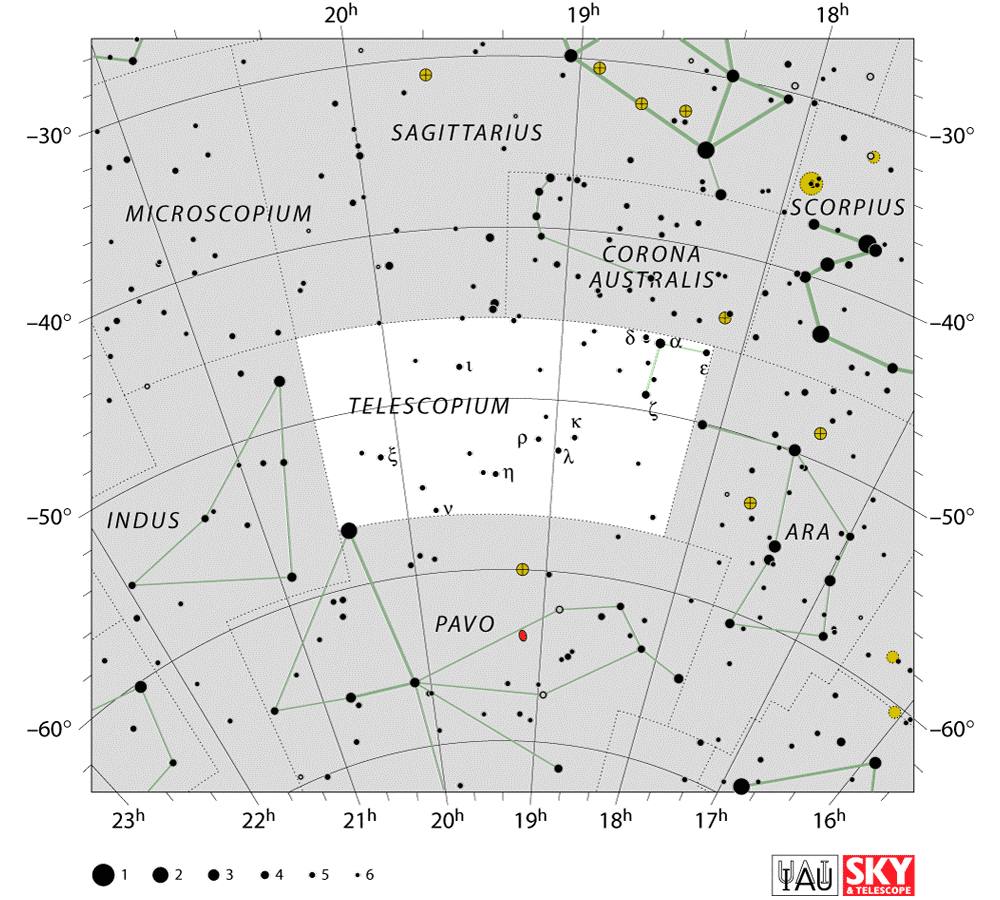 20h 19h 18h
−30° −30°
SAGITTARIUS
MICROSCOPIUM
SCORPIUS
CORONA
AUSTRALIS
−40° −40°
δ α
ε
ι
ζ
TELESCOPIUM
κ
ρ
λ
ξ
η
ν
−50° −50°
INDUS
ARA
PAVO
−60° −60°
23h 22h 21h 20h 19h 18h 17h 16h
1 2 3 4 5 6
IAU
SKY
& TELESCOPE